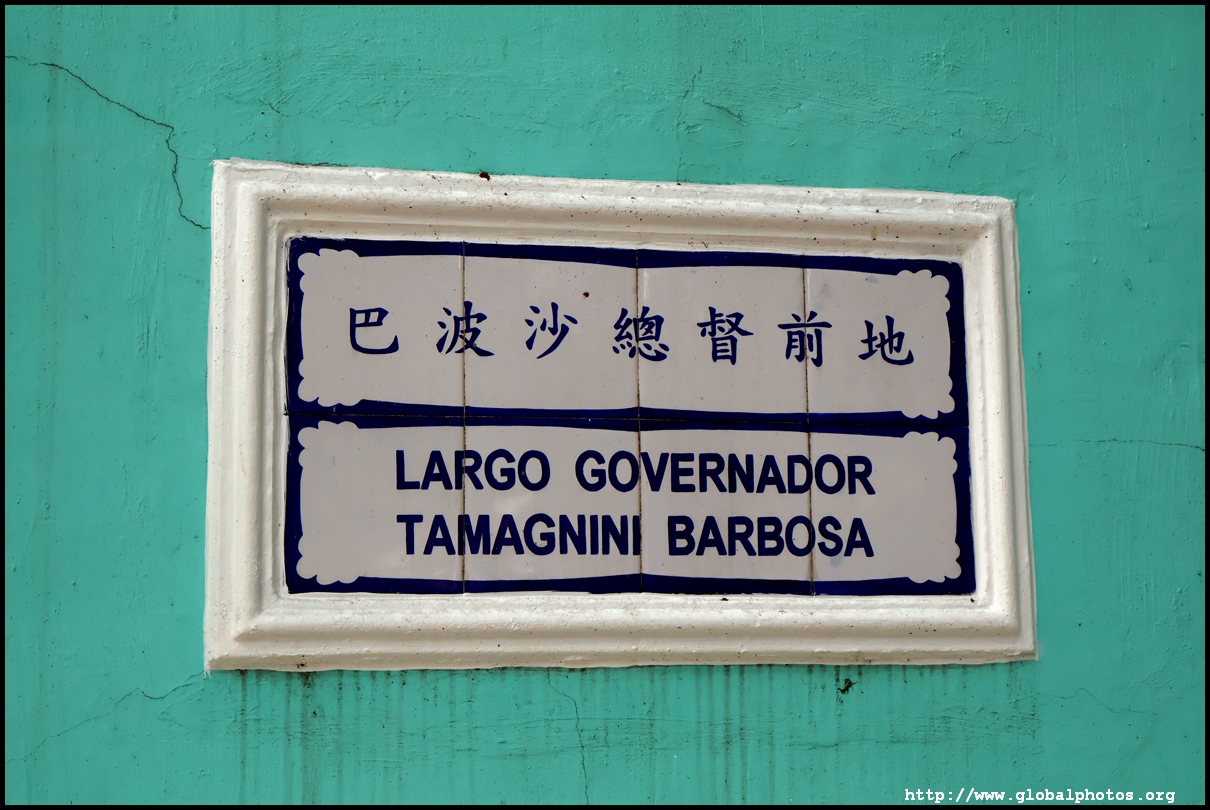 巴波沙總督前地
LARGO GOVERNADOR
TAMAGNINI BARBOSA
http://www.globalphotos.org